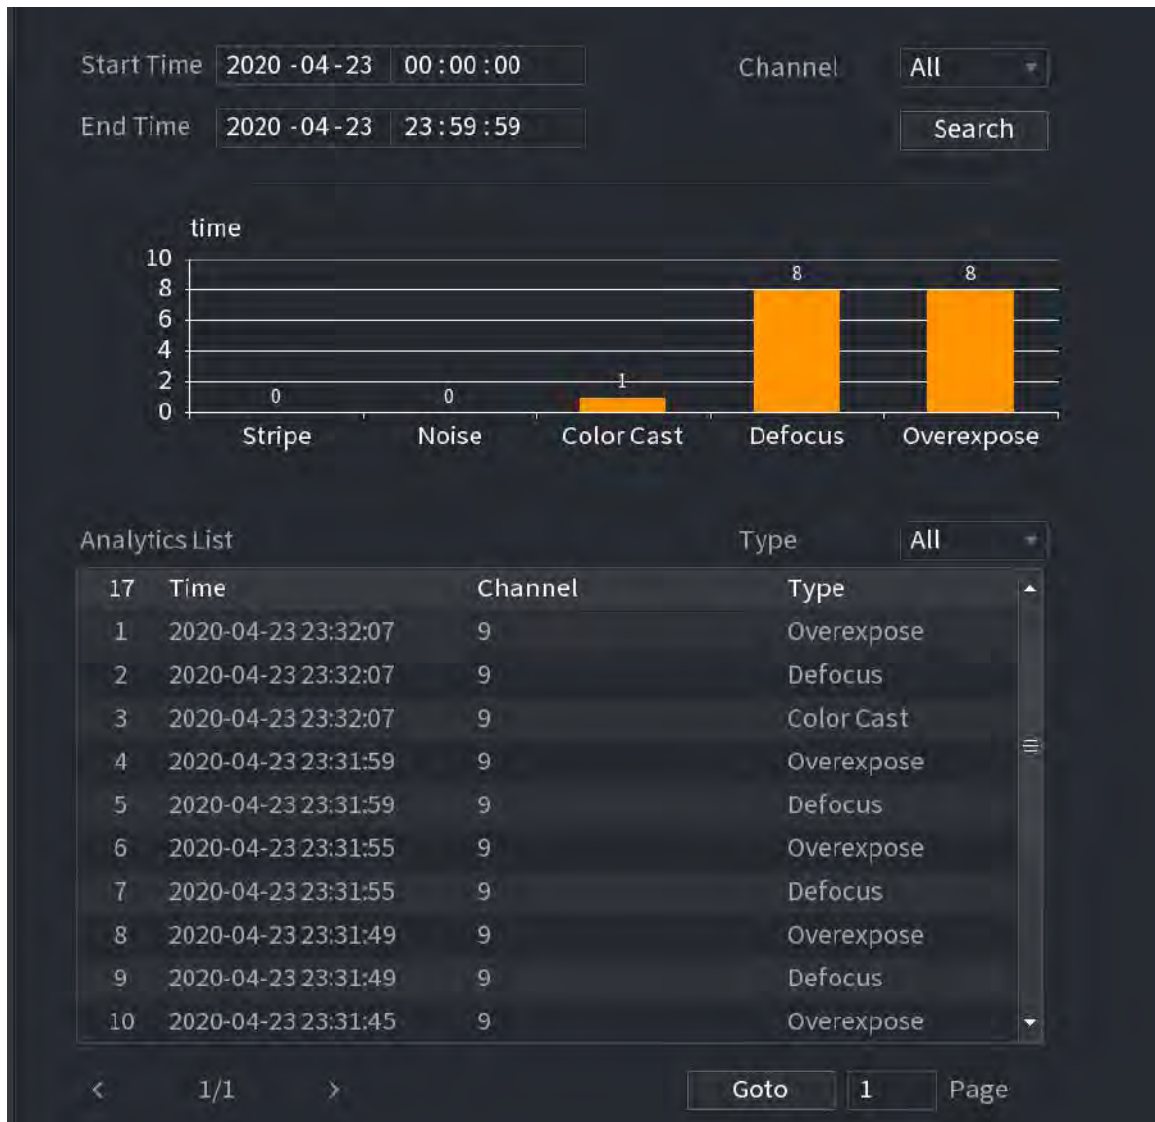 Start Time 2020 -04-23 00:00:00 Channel All
End Time 2020 -04-23 23:59:59 Search
time
10
8 8 8
6
4
2 1
0 0 0
Stripe Noise Color Cast Defocus Overexpose
Analytics List Type All
17 Time Channel Type
1 2020-04-23 23:32:07 9 Overexpose
2 2020-04-23 23:32:07 9 Defocus
3 2020-04-23 23:32:07 9 Color Cast
4 2020-04-23 23:31:59 9 Overexpose
5 2020-04-23 23:31:59 9 Defocus
6 2020-04-23 23:31:55 9 Overexpose
7 2020-04-23 23:31:55 9 Defocus
8 2020-04-23 23:31:49 9 Overexpose
9 2020-04-23 23:31:49 9 Defocus
10 2020-04-23 23:31:45 9 Overexpose
< 1/1 > Goto 1 Page